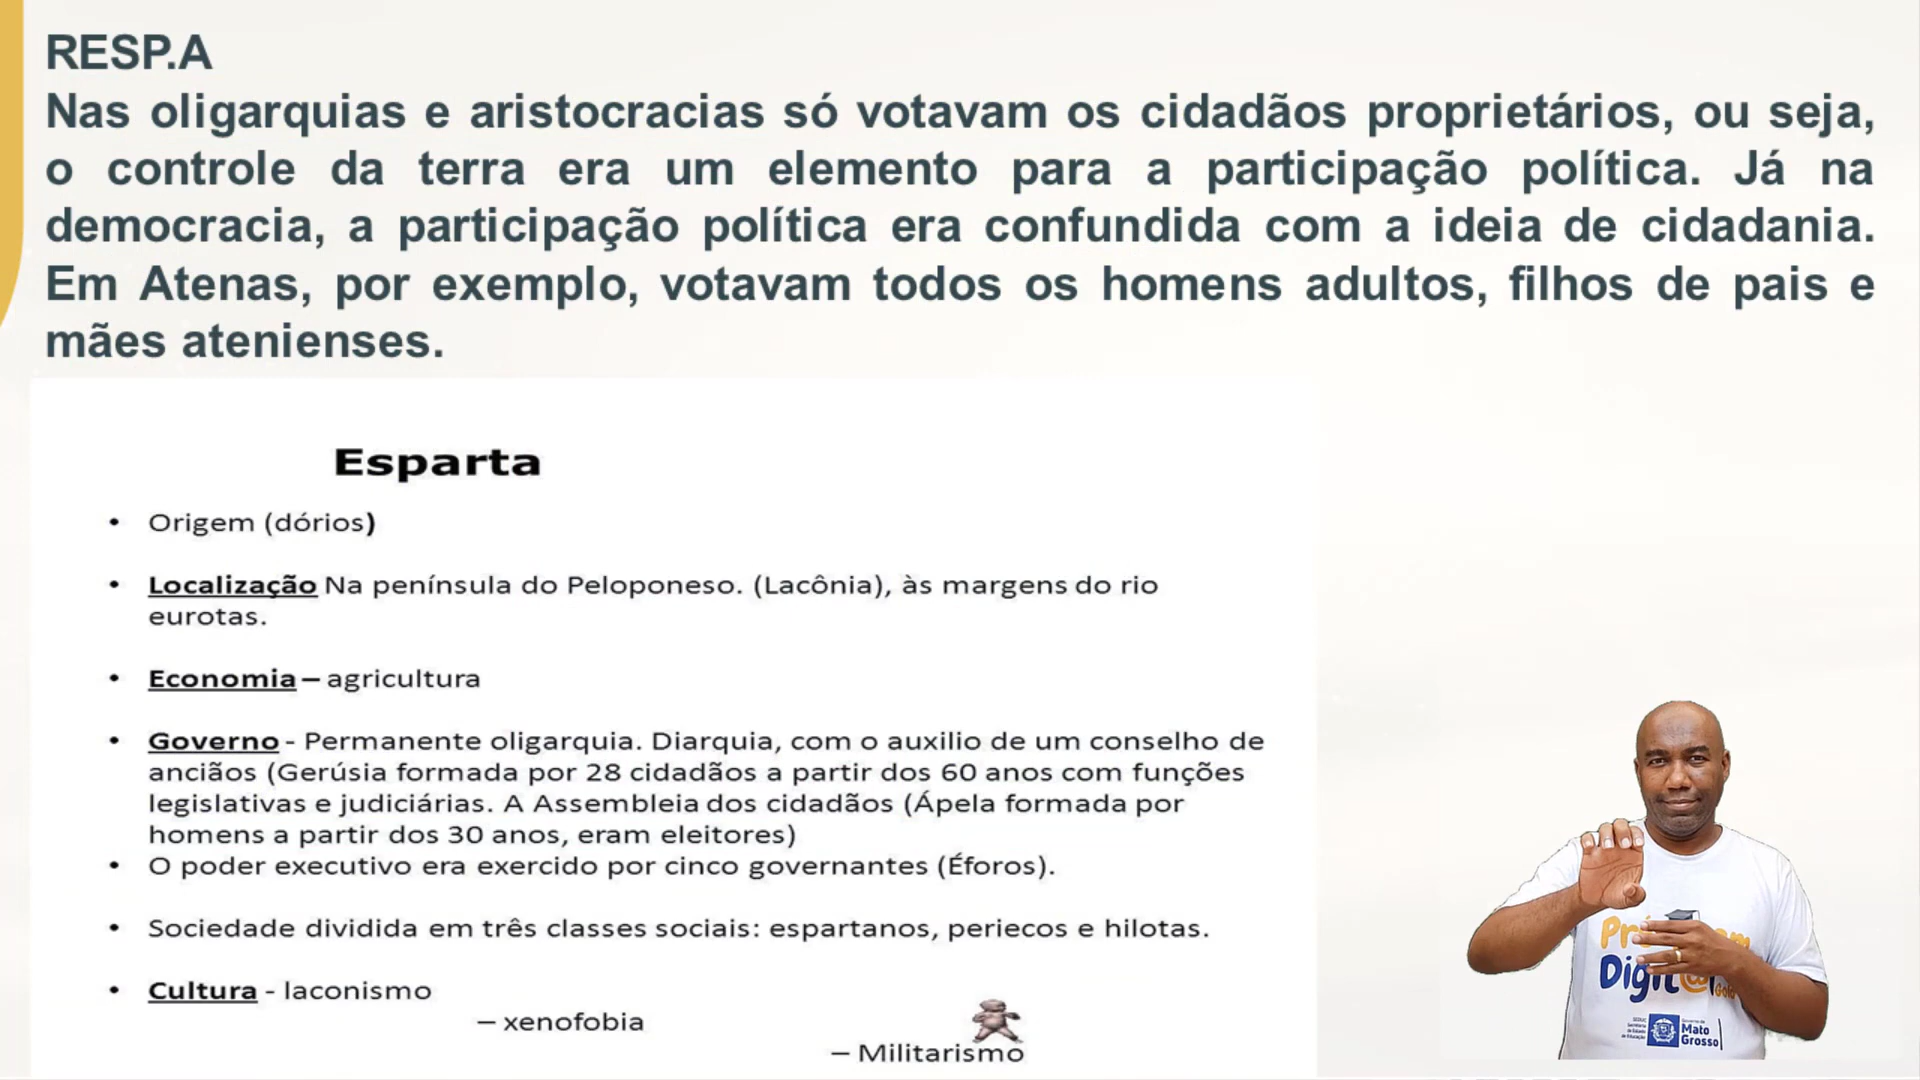 RESP.A
Nas oligarquias e aristocracias só votavam os cidadãos proprietários, ou seja,
o controle da terra era um elemento para a participação política. Já na
democracia, a participação política era confundida com a ideia de cidadania.
Em Atenas, por exemplo, votavam todos os homens adultos, filhos de pais e
mães atenienses.
Esparta
• Origem (dórios)
• Localização Na península do Peloponeso. (Lacônia), às margens do rio
eurotas.
• Economia – agricultura
• Governo - Permanente oligarquia. Diarquia, com o auxilio de um conselho de
anciãos (Gerúsia formada por 28 cidadãos a partir dos 60 anos com funções
legislativas e judiciárias. A Assembleia dos cidadãos (Ápela formada por
homens a partir dos 30 anos, eram eleitores)
• O poder executivo era exercido por cinco governantes (Éforos).
• Sociedade dividida em três classes sociais: espartanos, periecos e hilotas.
• Cultura - laconismo
– xenofobia
– Militarismo
Digit@l
Mato
Grosso